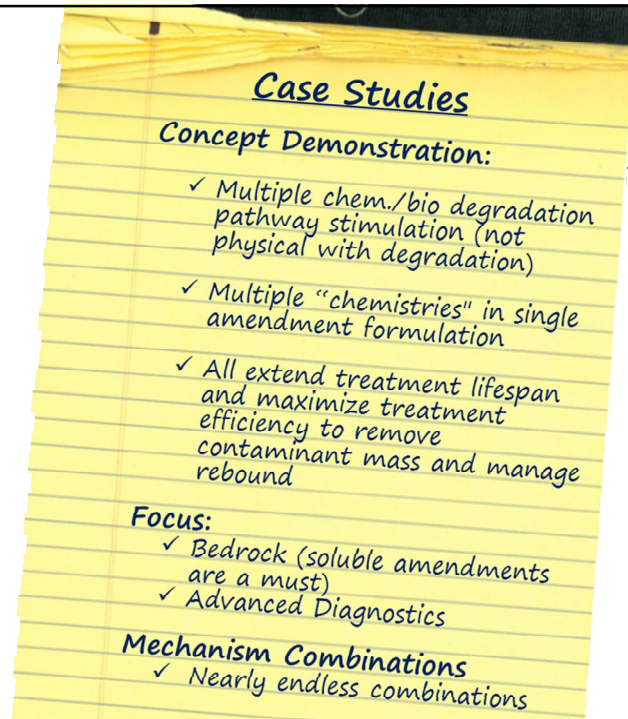 Case Studies
Concept Demonstration:
✓ Multiple chem./bio degradation
pathway stimulation (not
physical with degradation)
✓ Multiple “chemistries" in single
amendment formulation
✓ All extend treatment lifespan
and maximize treatment
efficiency to remove
contaminant mass and manage
rebound
Focus:
✓ Bedrock (soluble amendments
are a must)
✓ Advanced Diagnostics
Mechanism Combinations
✓ Nearly endless combinations